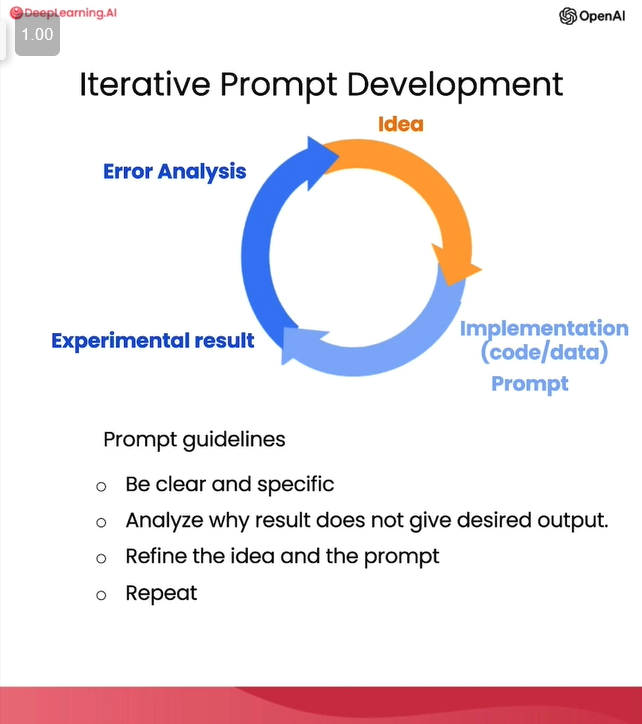 DeepLearning.AI
OpenAI
1.00
Iterative Prompt Development
Idea
Error Analysis
Experimental result
Implementation
(code/data)
Prompt
Prompt guidelines
Be clear and specific
Analyze why result does not give desired output.
Refine the idea and the prompt
Repeat